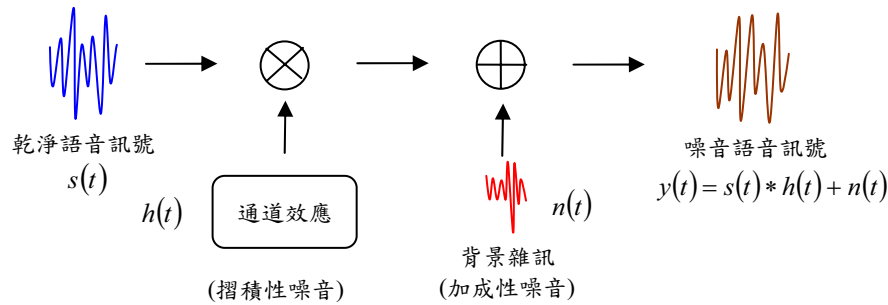 乾淨語音訊號
s(t)
h(t)
通道效應
(摺積性噪音)
n(t)
背景雜訊
(加成性噪音)
噪音語音訊號
y(t) = s(t) * h(t) + n(t)